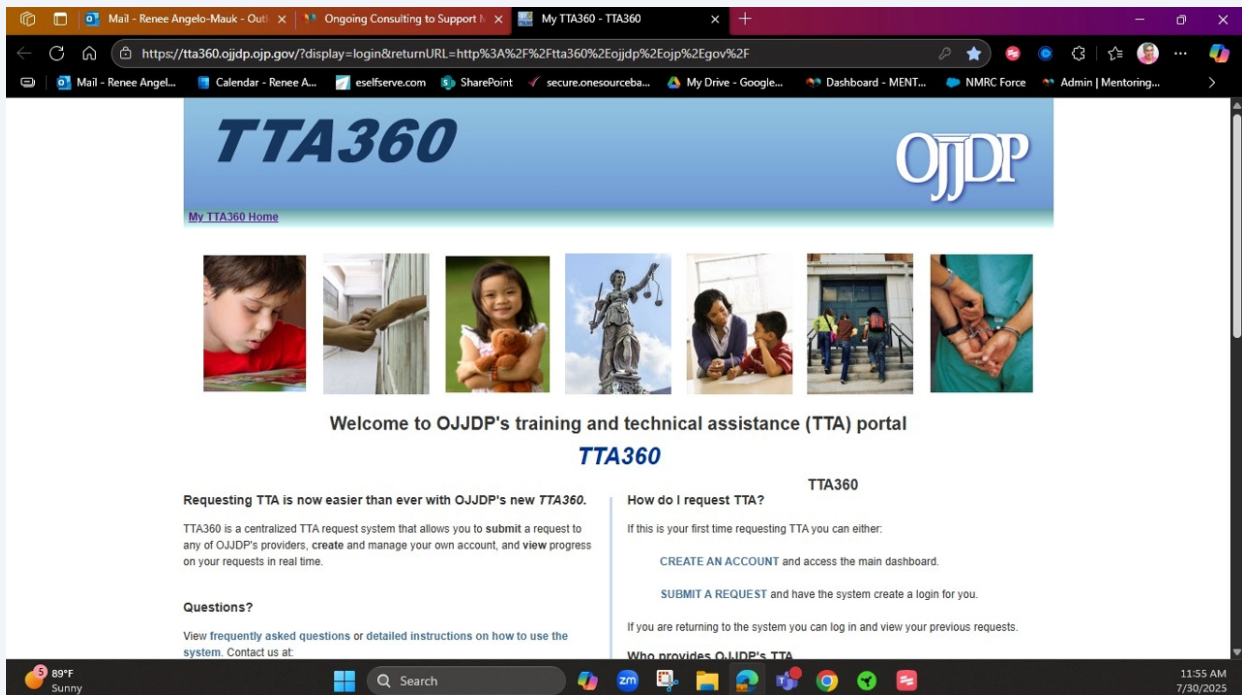 Mail - Renee Angelo-Mauk - Outl
Ongoing Consulting to Support N
My TTA360 - TTA360
https://tta360.ojjdp.ojp.gov/?display=login&returnURL=http%3A%2F%2Ftta360%2Eojjdp%2Eojp%2Egov%2F
Mail - Renee Angel...
Calendar - Renee A...
eselfserve.com
SharePoint
secure.onesourceba...
My Drive - Google...
Dashboard - MENT...
NMRC Force
Admin | Mentoring...
TTA360
OJJDP
My TTA360 Home
Welcome to OJJDP's training and technical assistance (TTA) portal
TTA360
Requesting TTA is now easier than ever with OJJDP's new TTA360.
TTA360 is a centralized TTA request system that allows you to submit a request to
any of OJJDP's providers, create and manage your own account, and view progress
on your requests in real time.
Questions?
View frequently asked questions or detailed instructions on how to use the
system. Contact us at:
TTA360
How do I request TTA?
If this is your first time requesting TTA you can either:
CREATE AN ACCOUNT and access the main dashboard.
SUBMIT A REQUEST and have the system create a login for you.
If you are returning to the system you can log in and view your previous requests.
Who provides OJJDP's TTA
5
89°F
Sunny
Search
zm
11:55 AM
7/30/2025